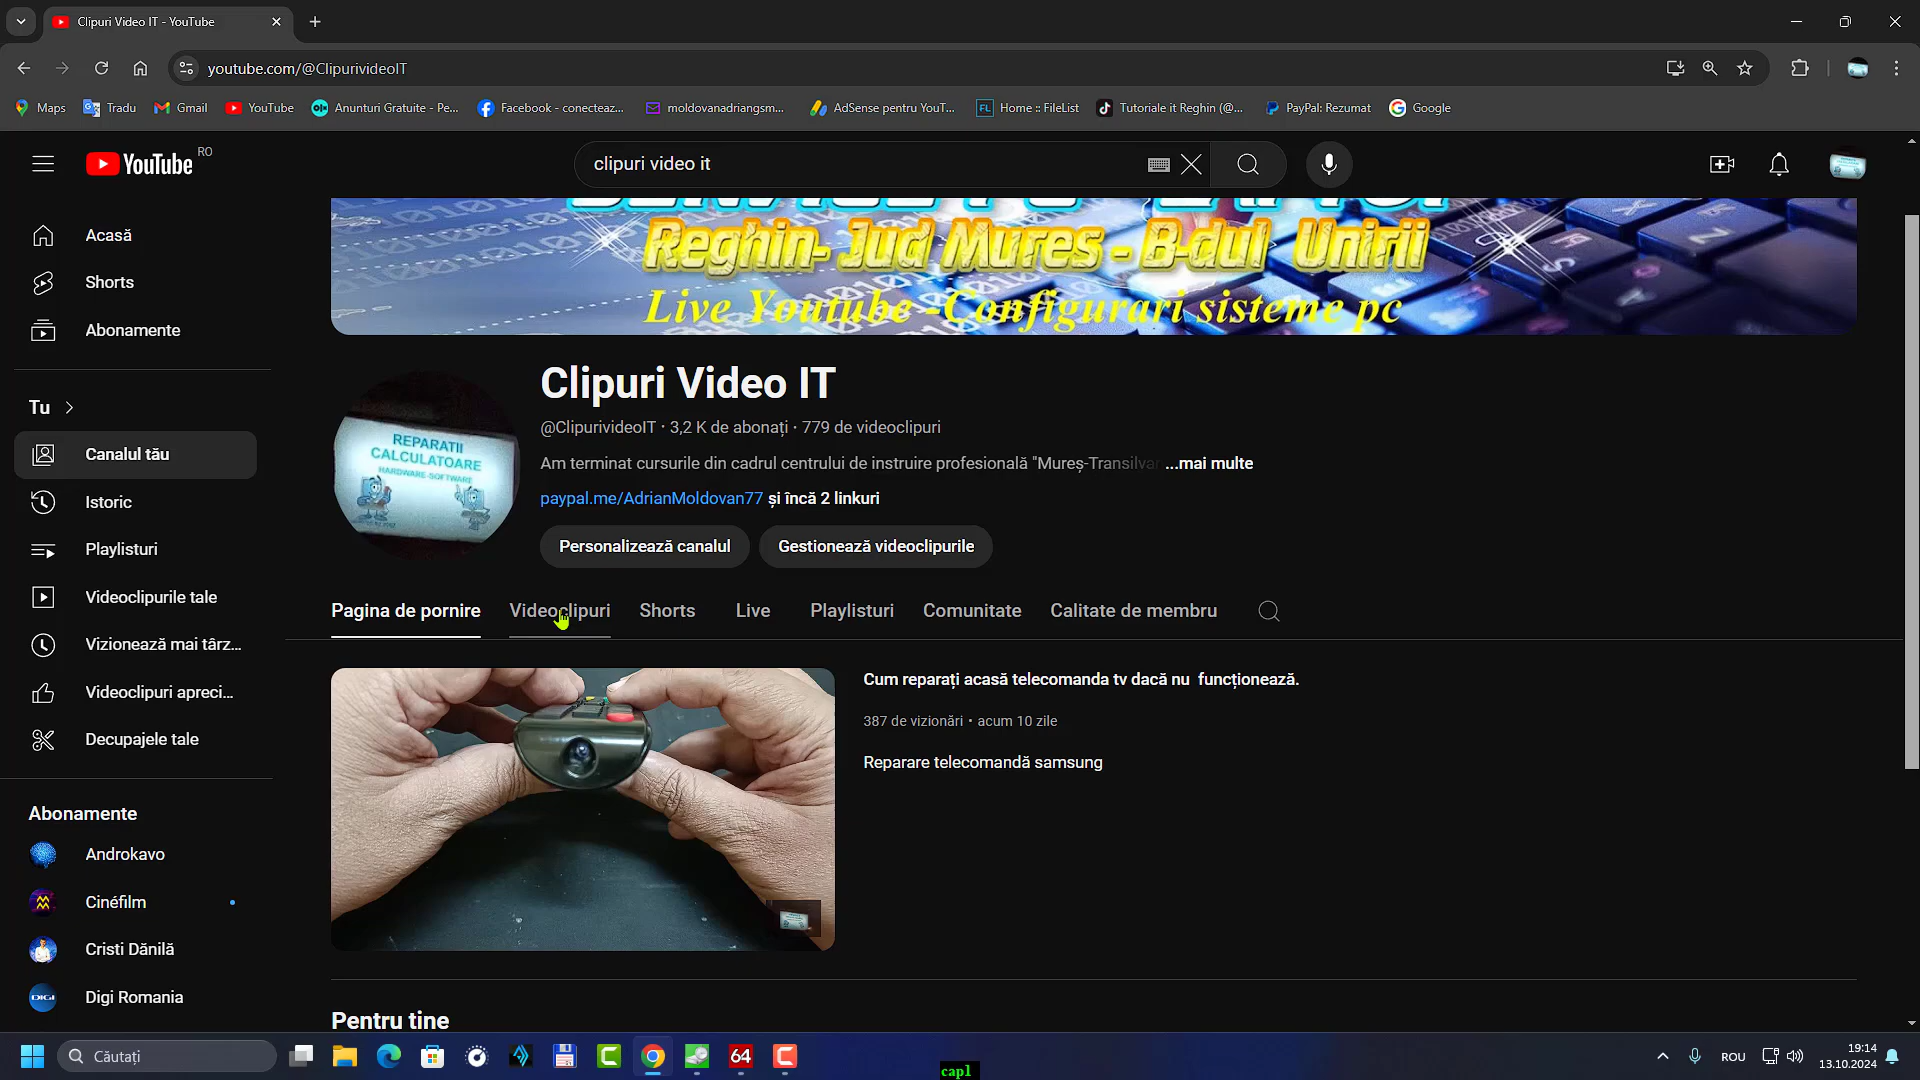 Clipuri Video IT - YouTube
youtube.com/@ClipurivideoIT
Maps
Tradu
Gmail
YouTube
Anunturi Gratuite - Pe...
Facebook - conecteaz...
moldovanadriangsm...
AdSense pentru YouT...
Home :: FileList
Tutoriale it Reghin (@...
PayPal: Rezumat
Google
YouTube RO
clipuri video it
Acasă
Shorts
Abonamente
Tu
Canalul tău
Istoric
Playlisturi
Videoclipurile tale
Vizionează mai târz...
Videoclipuri apreci...
Decupajele tale
Abonamente
Androkavo
Cinéfilm
Cristi Dănilă
Digi Romania
Reghin- Jud Mures - B-dul Unirii
Live Youtube -Configurari sisteme pc
REPARATII
CALCULATOARE
HARDWARE-SOFTWARE
Clipuri Video IT
@ClipurivideoIT · 3,2 K de abonați · 779 de videoclipuri
Am terminat cursurile din cadrul centrului de instruire profesională "Mureș-Transilvar ...mai multe
paypal.me/AdrianMoldovan77 și încă 2 linkuri
Personalizează canalul
Gestionează videoclipurile
Pagina de pornire
Videoclipuri
Shorts
Live
Playlisturi
Comunitate
Calitate de membru
Cum reparați acasă telecomanda tv dacă nu funcționează.
387 de vizionări • acum 10 zile
Reparare telecomandă samsung
Pentru tine
Căutați
64
capl
ROU
19:14
13.10.2024